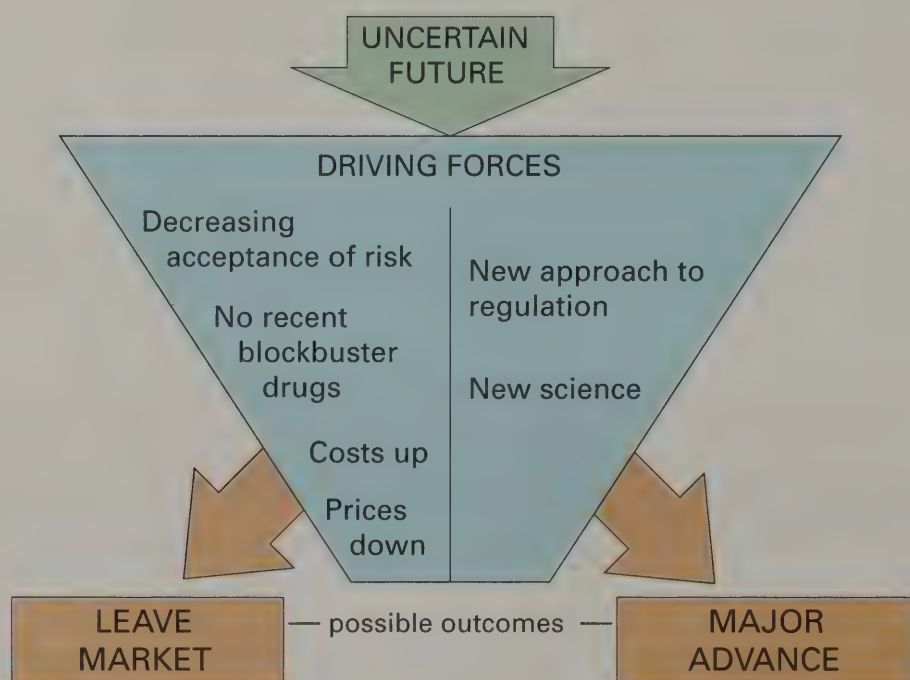 UNCERTAIN
FUTURE
DRIVING FORCES
Decreasing
acceptance of risk
No recent
blockbuster
drugs
Costs up
Prices
down
New approach to
regulation
New science
LEAVE
MARKET
possible outcomes
MAJOR
ADVANCE